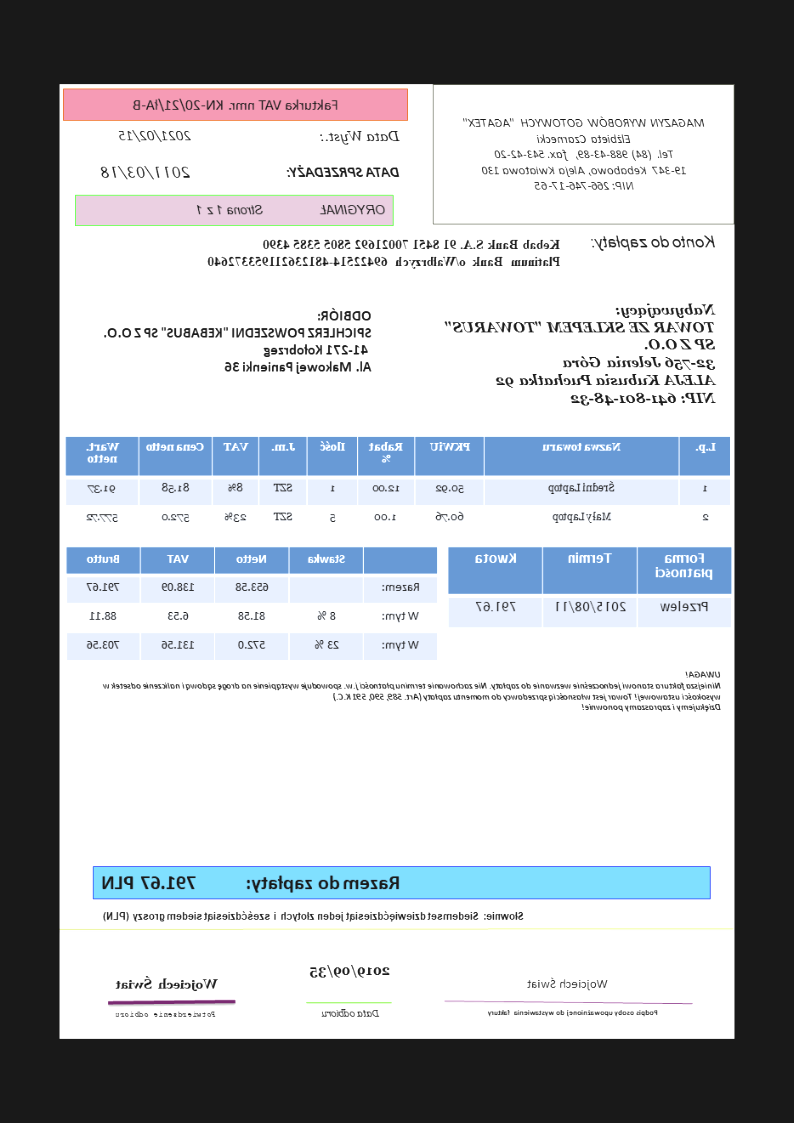 MAGAZYN WYROBÓW GOTOWYCH "AGATEX"
Elżbieta Czarnecki
Tel. (84) 988-43-89, fax. 543-42-20
19-347 Kebabowo, Aleja Kwiatowa 130
NIP: 266-746-17-65
Fakturka VAT nmr. KN-20/21/IA-B
Data Wyst.: 2021/02/15
DATA SPRZEDAŻY: 2011/03/18
ORYGINAŁ Strona 1 z 1
Konto do zapłaty: Kebab Bank S.A. 91 8451 70021692 5805 5385 4390
Platinum Bank o/Wałbrzych 69422514-4812362119533726​40
Nabywający:
TOWAR ZE SKLEPEM "TOWARUS"
SP Z O.O.
32-756 Jelenia Góra
ALEJA Kubusia Puchatka 92
NIP: 641-801-48-32
ODBIÓR:
SPICHLERZ POWSZEDNI "KEBABUS" SP Z O.O.
41-271 Kołobrzeg
Al. Makowej Panienki 36
L.p. Nazwa towaru PKWiU Rabat % Ilość J.m. VAT Cena netto Wart. netto
1 Średni Laptop 50.92 12.00 1 SZT 8% 81.58 91.37
2 Mały Laptop 60.76 1.00 5 SZT 23% 572.0 577.72
Forma płatności Termin Kwota
Przelew 2015/08/11 791.67
Stawka Netto VAT Brutto
Razem: 653.58 138.09 791.67
W tym: 8 % 81.58 6.53 88.11
W tym: 23 % 572.0 131.56 703.56
UWAGA!
Niniejsza faktura stanowi jednocześnie wezwanie do zapłaty. Nie zachowanie terminu płatności j.w. spowoduje wystąpienie na drogę sądową i naliczenie odsetek w
wysokości ustawowej! Towar jest własnością sprzedawcy do momentu zapłaty (Art. 589, 590, 591 K.C.)
Dziękujemy i zapraszamy ponownie!
Razem do zapłaty: 791.67 PLN
Słownie: Siedemset dziewięćdziesiąt jeden złotych i sześćdziesiąt siedem groszy (PLN)
Wojciech Świat
Podpis osoby upoważnionej do wystawienia faktury
2019/09/35
Data odbioru
Wojciech Świat
Potwierdzenie odbioru